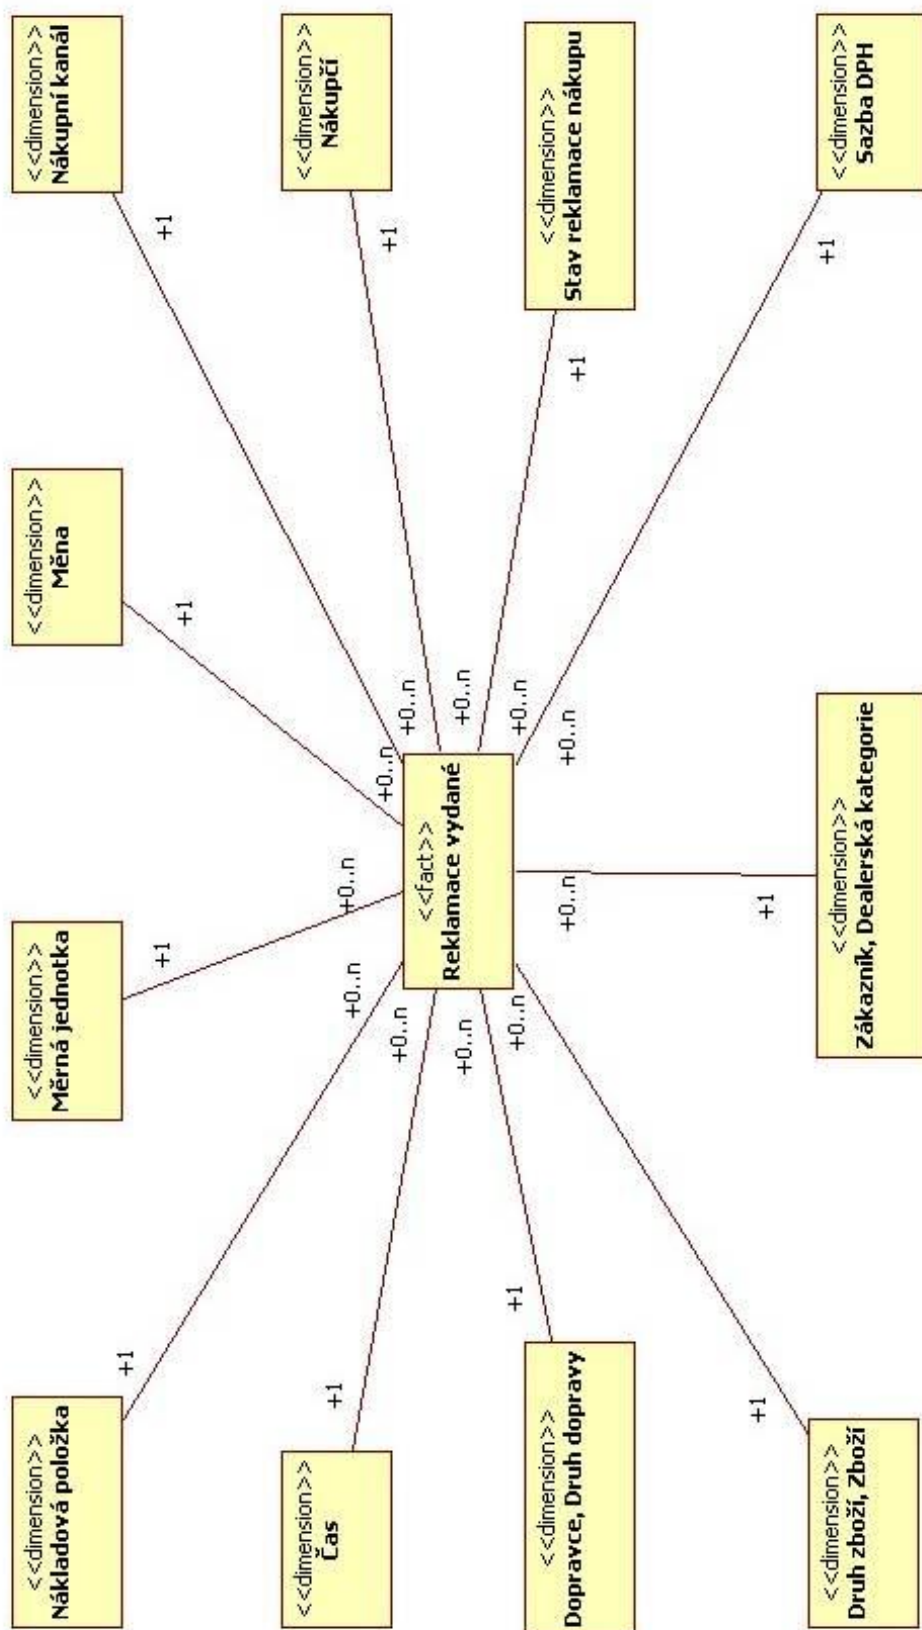 <<dimension>>
Nákladová položka
<<dimension>>
Měrná jednotka
<<dimension>>
Měna
<<dimension>>
Nákupní kanál
+1
+1
+1
+1
<<dimension>>
Čas
+1
+0..n
+0..n
+0..n
+0..n
+1
<<dimension>>
Nákupčí
+0..n
<<fact>>
Reklamace vydané
+0..n
+0..n
+0..n
<<dimension>>
Dopravce, Druh dopravy
+1
+0..n
+0..n
+0..n
+1
<<dimension>>
Stav reklamace nákupu
+1
+1
+1
<<dimension>>
Druh zboží, Zboží
<<dimension>>
Zákazník, Dealerská kategorie
<<dimension>>
Sazba DPH